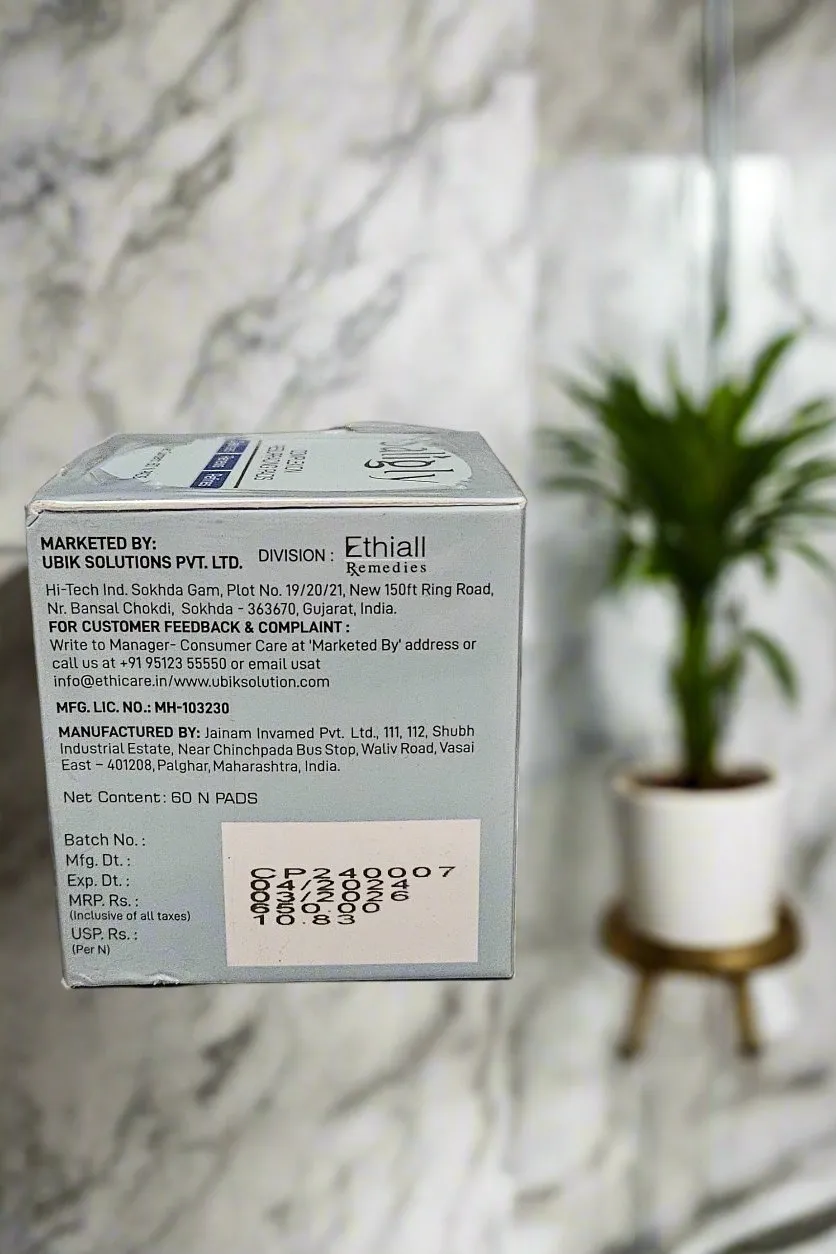 MARKETED BY:
UBIK SOLUTIONS PVT. LTD.
DIVISION :
Ethiall
Remedies
Hi-Tech Ind. Sokhda Gam, Plot No. 19/20/21, New 150ft Ring Road,
Nr. Bansal Chokdi, Sokhda - 363670, Gujarat, India.
FOR CUSTOMER FEEDBACK & COMPLAINT :
Write to Manager- Consumer Care at 'Marketed By' address or
call us at +91 95123 55550 or email usat
info@ethicare.in/www.ubiksolution.com
MFG. LIC. NO.: MH-103230
MANUFACTURED BY: Jainam Invamed Pvt. Ltd., 111, 112, Shubh
Industrial Estate, Near Chinchpada Bus Stop, Waliv Road, Vasai
East – 401208, Palghar, Maharashtra, India.
Net Content: 60 N PADS
Batch No. :
Mfg. Dt. :
Exp. Dt. :
MRP. Rs. :
(Inclusive of all taxes)
USP. Rs. :
(Per N)
CP240007
04/2024
03/2026
650.00
10.83